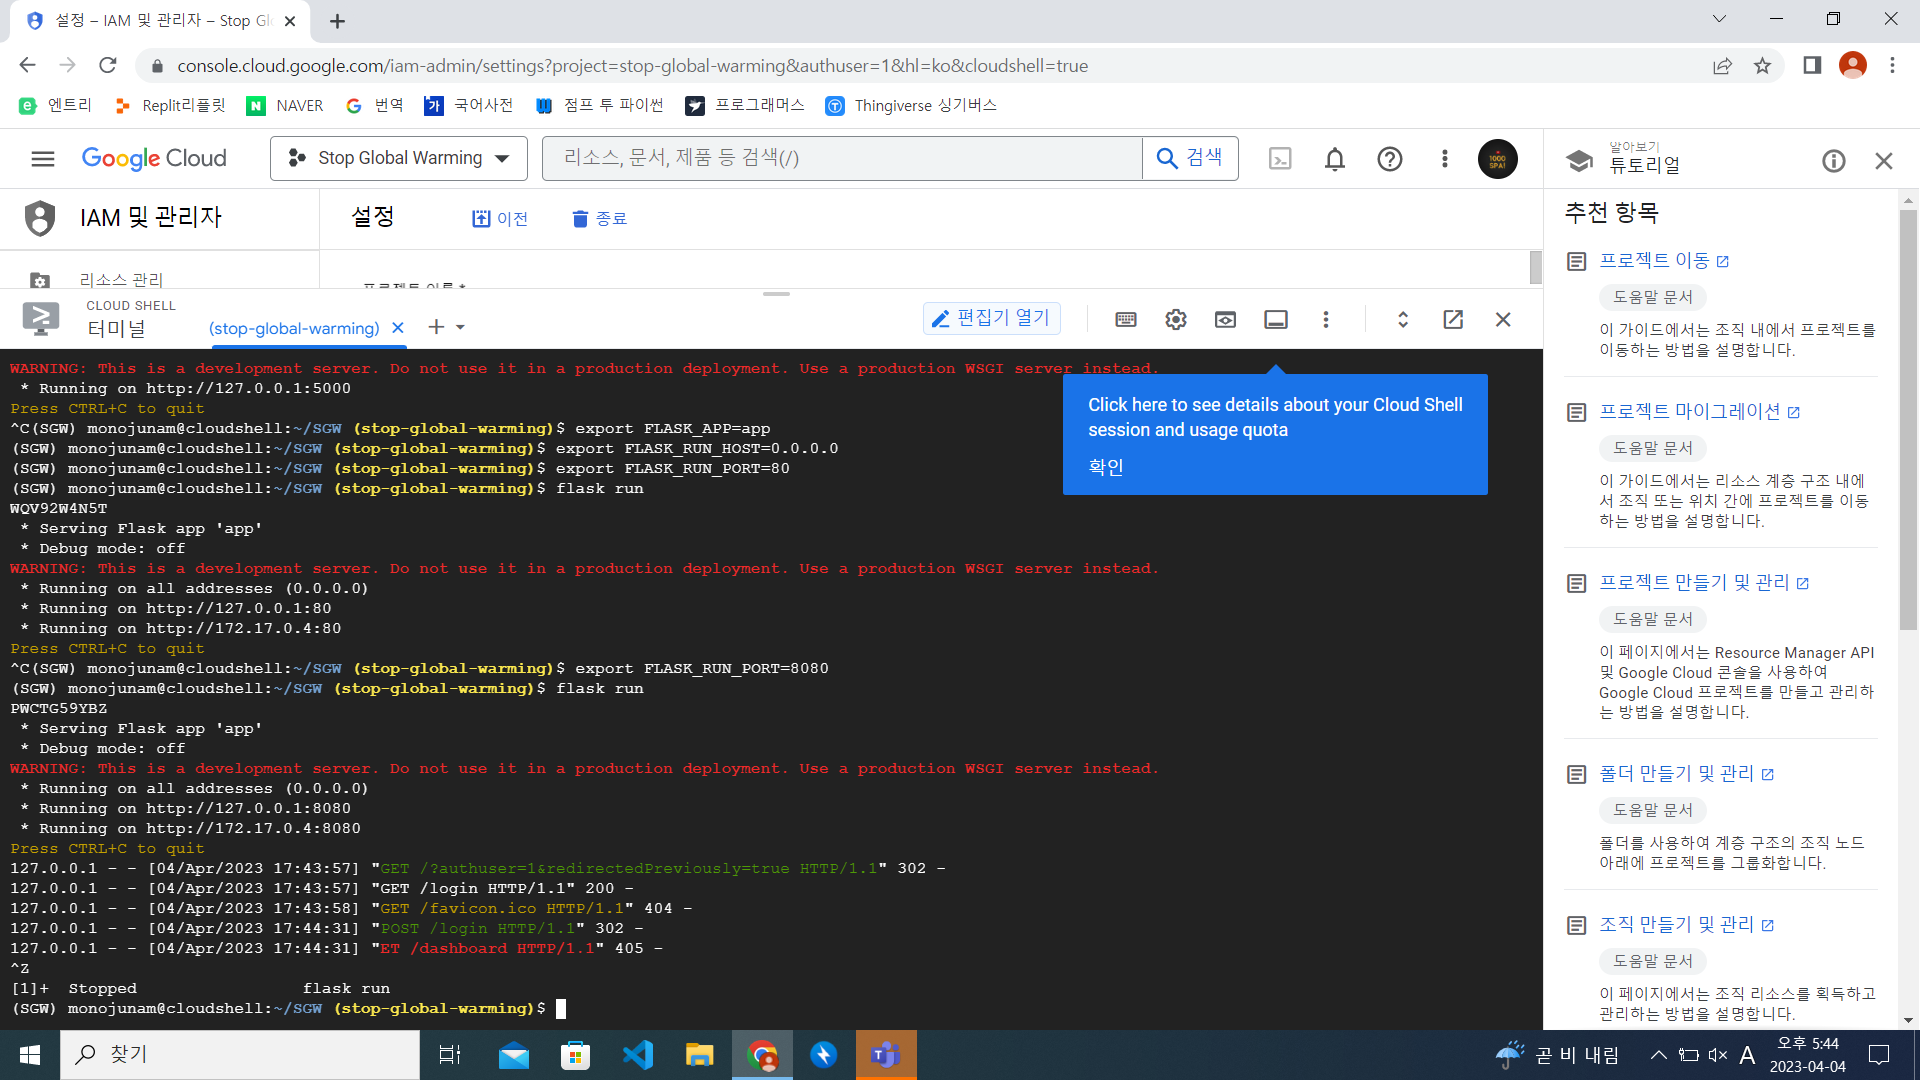 설정 – IAM 및 관리자 – Stop Gl
console.cloud.google.com/iam-admin/settings?project=stop-global-warming&authuser=1&hl=ko&cloudshell=true
엔트리
Replit리플릿
NAVER
번역
국어사전
점프 투 파이썬
프로그래머스
Thingiverse 싱기버스
Google Cloud
Stop Global Warming
리소스, 문서, 제품 등 검색(/)
검색
1000
SPA!
알아보기
튜토리얼
IAM 및 관리자
설정
이전
종료
리소스 관리
프로젝트 이름 *
CLOUD SHELL
터미널
(stop-global-warming)
편집기 열기
Click here to see details about your Cloud Shell
session and usage quota
확인
WARNING: This is a development server. Do not use it in a production deployment. Use a production WSGI server instead.
 * Running on http://127.0.0.1:5000
Press CTRL+C to quit
^C(SGW) monojunam@cloudshell:~/SGW (stop-global-warming)$ export FLASK_APP=app
(SGW) monojunam@cloudshell:~/SGW (stop-global-warming)$ export FLASK_RUN_HOST=0.0.0.0
(SGW) monojunam@cloudshell:~/SGW (stop-global-warming)$ export FLASK_RUN_PORT=80
(SGW) monojunam@cloudshell:~/SGW (stop-global-warming)$ flask run
WQV92W4N5T
 * Serving Flask app 'app'
 * Debug mode: off
WARNING: This is a development server. Do not use it in a production deployment. Use a production WSGI server instead.
 * Running on all addresses (0.0.0.0)
 * Running on http://127.0.0.1:80
 * Running on http://172.17.0.4:80
Press CTRL+C to quit
^C(SGW) monojunam@cloudshell:~/SGW (stop-global-warming)$ export FLASK_RUN_PORT=8080
(SGW) monojunam@cloudshell:~/SGW (stop-global-warming)$ flask run
PWCTG59YBZ
 * Serving Flask app 'app'
 * Debug mode: off
WARNING: This is a development server. Do not use it in a production deployment. Use a production WSGI server instead.
 * Running on all addresses (0.0.0.0)
 * Running on http://127.0.0.1:8080
 * Running on http://172.17.0.4:8080
Press CTRL+C to quit
127.0.0.1 - - [04/Apr/2023 17:43:57] "GET /?authuser=1&redirectedPreviously=true HTTP/1.1" 302 -
127.0.0.1 - - [04/Apr/2023 17:43:57] "GET /login HTTP/1.1" 200 -
127.0.0.1 - - [04/Apr/2023 17:43:58] "GET /favicon.ico HTTP/1.1" 404 -
127.0.0.1 - - [04/Apr/2023 17:44:31] "POST /login HTTP/1.1" 302 -
127.0.0.1 - - [04/Apr/2023 17:44:31] "ET /dashboard HTTP/1.1" 405 -
^Z
[1]+  Stopped                 flask run
(SGW) monojunam@cloudshell:~/SGW (stop-global-warming)$
추천 항목
프로젝트 이동
도움말 문서
이 가이드에서는 조직 내에서 프로젝트를
이동하는 방법을 설명합니다.
프로젝트 마이그레이션
도움말 문서
이 가이드에서는 리소스 계층 구조 내에
서 조직 또는 위치 간에 프로젝트를 이동
하는 방법을 설명합니다.
프로젝트 만들기 및 관리
도움말 문서
이 페이지에서는 Resource Manager API
및 Google Cloud 콘솔을 사용하여
Google Cloud 프로젝트를 만들고 관리하
는 방법을 설명합니다.
폴더 만들기 및 관리
도움말 문서
폴더를 사용하여 계층 구조의 조직 노드
아래에 프로젝트를 그룹화합니다.
조직 만들기 및 관리
도움말 문서
이 페이지에서는 조직 리소스를 획득하고
관리하는 방법을 설명합니다.
찾기
곧 비 내림
A
오후 5:44
2023-04-04